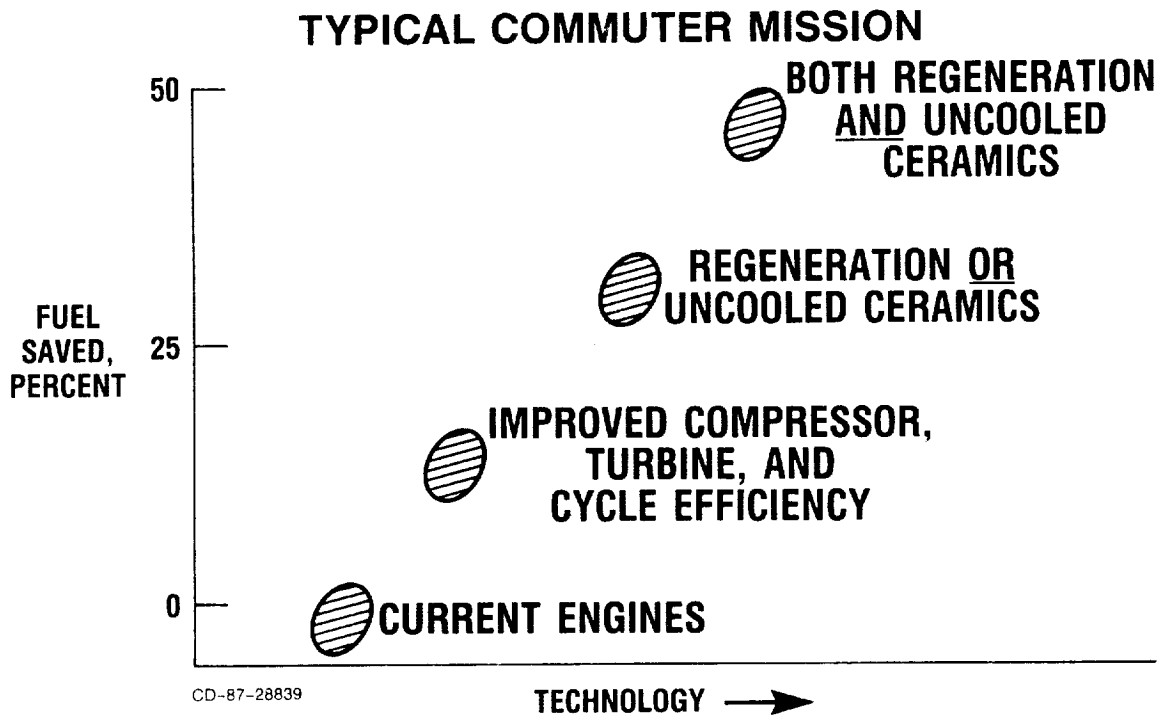 TYPICAL COMMUTER MISSION
50
BOTH REGENERATION
AND UNCOOLED
CERAMICS
REGENERATION OR
UNCOOLED CERAMICS
FUEL
SAVED,
PERCENT
25
IMPROVED COMPRESSOR,
TURBINE, AND
CYCLE EFFICIENCY
0
CURRENT ENGINES
CD-87-28839
TECHNOLOGY